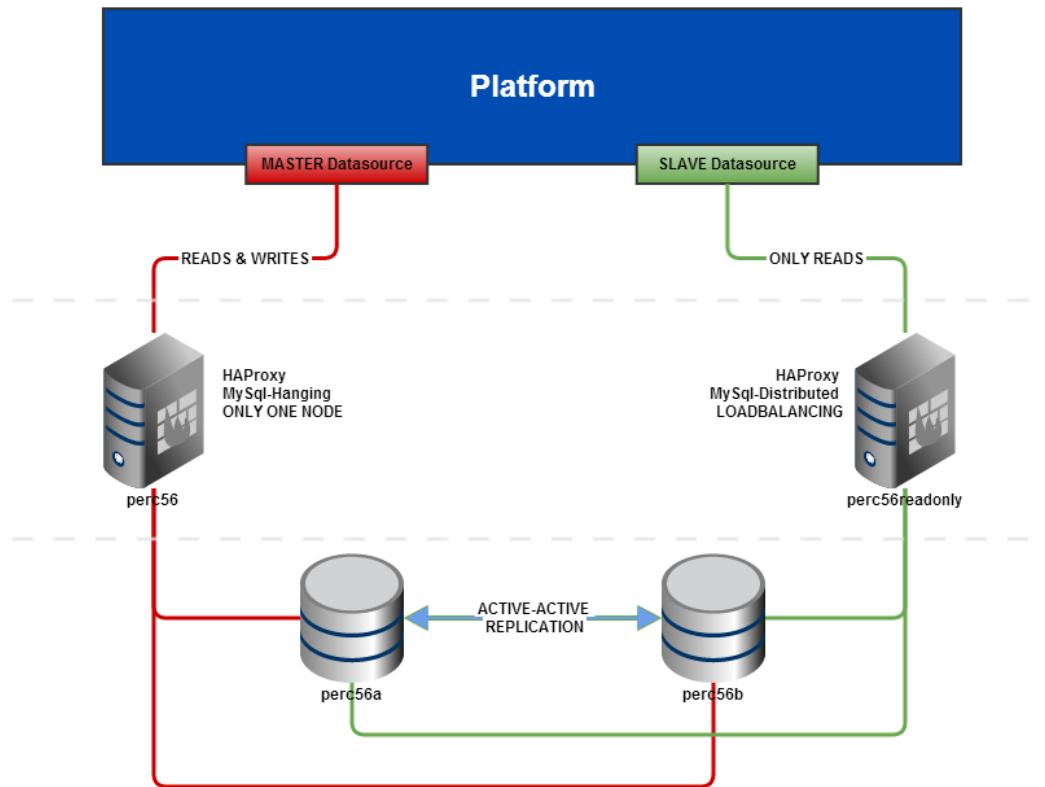 Platform
MASTER Datasource
SLAVE Datasource
READS & WRITES
ONLY READS
HAProxy
MySql-Hanging
ONLY ONE NODE
HAProxy
MySql-Distributed
LOADBALANCING
perc56
perc56readonly
ACTIVE-ACTIVE
REPLICATION
perc56a
perc56b